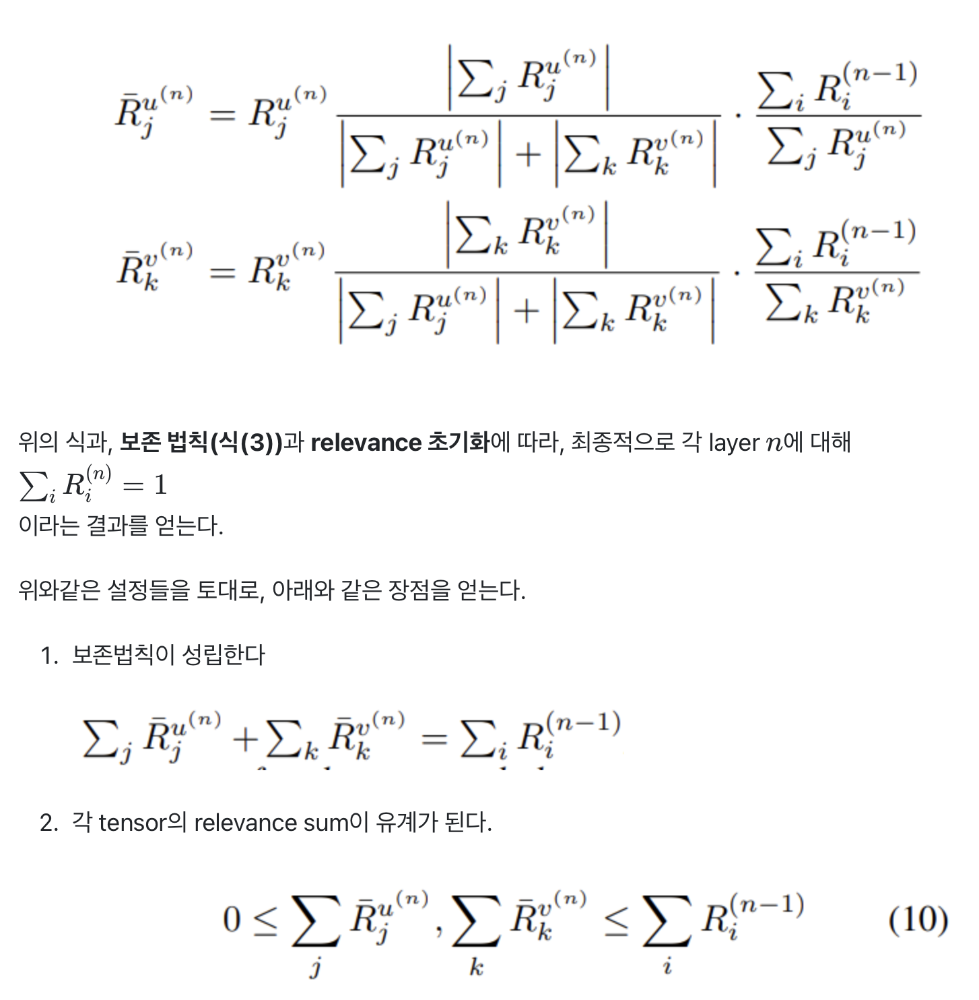 $\bar{R}_j^{u^{(n)}} = R_j^{u^{(n)}} \frac{\left|\sum_j R_j^{u^{(n)}}\right|}{\left|\sum_j R_j^{u^{(n)}}\right| + \left|\sum_k R_k^{v^{(n)}}\right|} \cdot \frac{\sum_i R_i^{(n-1)}}{\sum_j R_j^{u^{(n)}}}$
$\bar{R}_k^{v^{(n)}} = R_k^{v^{(n)}} \frac{\left|\sum_k R_k^{v^{(n)}}\right|}{\left|\sum_j R_j^{u^{(n)}}\right| + \left|\sum_k R_k^{v^{(n)}}\right|} \cdot \frac{\sum_i R_i^{(n-1)}}{\sum_k R_k^{v^{(n)}}}$
위의 식과, 보존 법칙(식(3))과 relevance 초기화에 따라, 최종적으로 각 layer $n$에 대해
$\sum_i R_i^{(n)} = 1$
이라는 결과를 얻는다.
위와같은 설정들을 토대로, 아래와 같은 장점을 얻는다.
1. 보존법칙이 성립한다
$\sum_j \bar{R}_j^{u^{(n)}} + \sum_k \bar{R}_k^{v^{(n)}} = \sum_i R_i^{(n-1)}$
2. 각 tensor의 relevance sum이 유계가 된다.
$0 \leq \sum_j \bar{R}_j^{u^{(n)}}, \sum_k \bar{R}_k^{v^{(n)}} \leq \sum_i R_i^{(n-1)}$ (10)